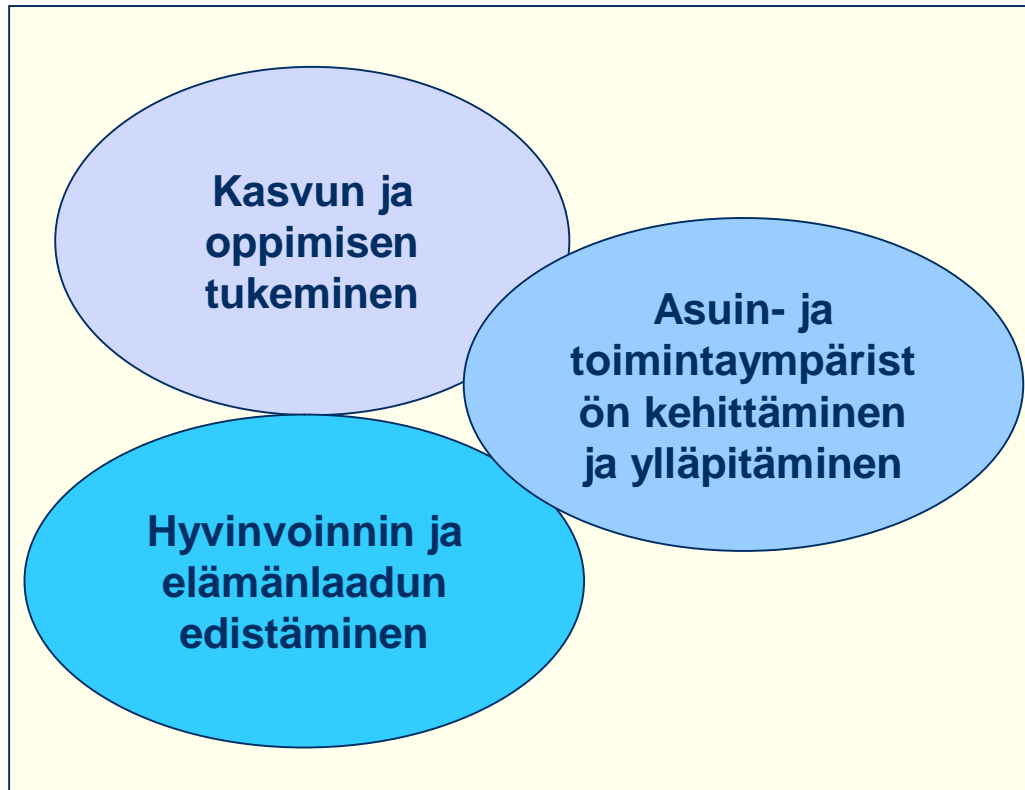 Kasvun ja
oppimisen
tukeminen
Asuin- ja
toimintaympärist
ön kehittäminen
ja ylläpitäminen
Hyvinvoinnin ja
elämänlaadun
edistäminen